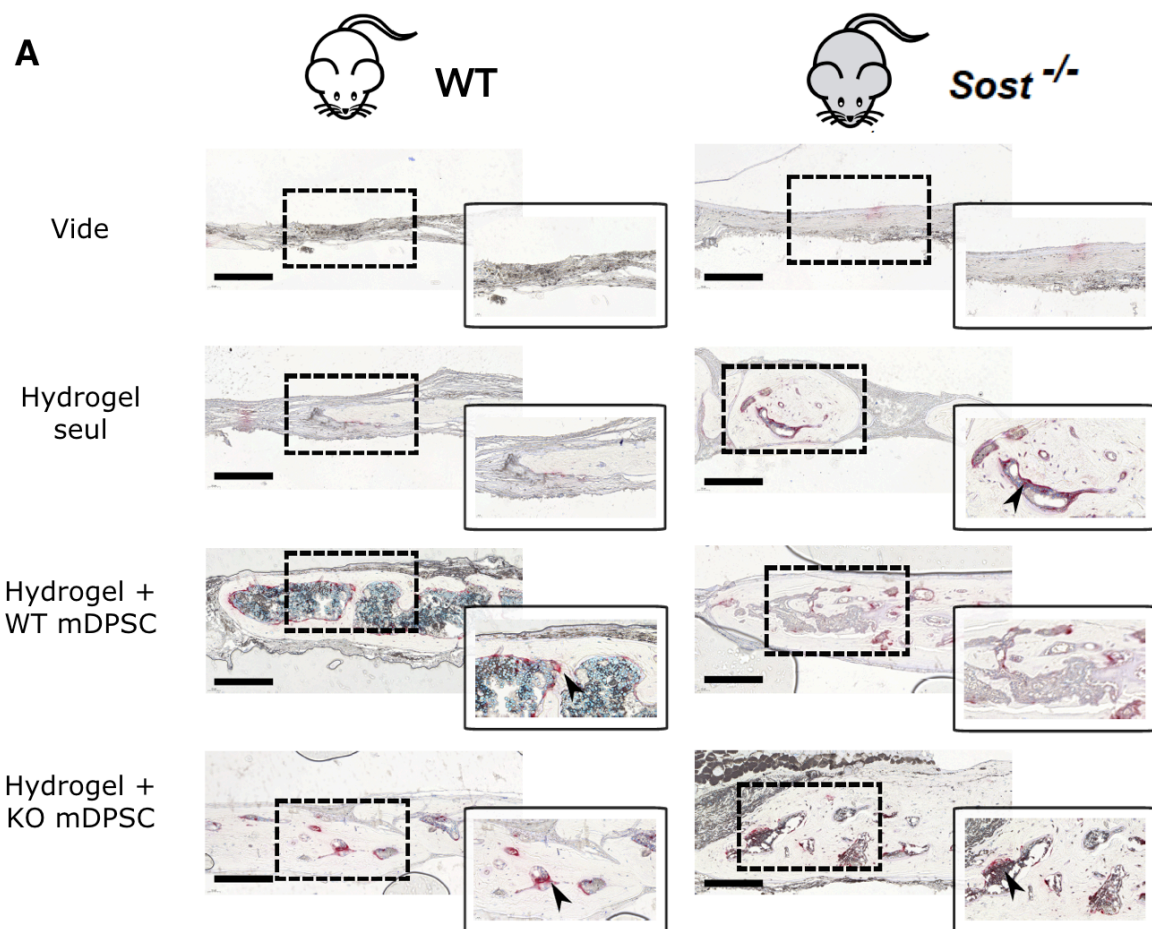 A
WT
Sost -/-
Vide
Hydrogel
seul
Hydrogel +
WT mDPSC
Hydrogel +
KO mDPSC